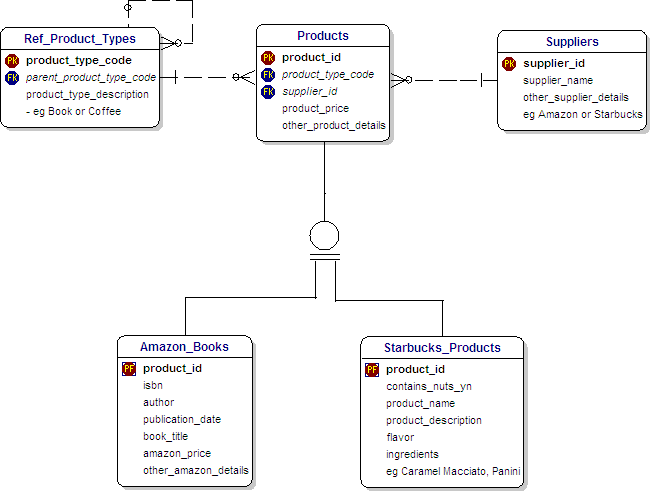 Ref_Product_Types
PK product_type_code
FK parent_product_type_code
product_type_description
- eg Book or Coffee
Products
PK product_id
FK product_type_code
FK supplier_id
product_price
other_product_details
Suppliers
PK supplier_id
supplier_name
other_supplier_details
eg Amazon or Starbucks
Amazon_Books
PF product_id
isbn
author
publication_date
book_title
amazon_price
other_amazon_details
Starbucks_Products
PF product_id
contains_nuts_yn
product_name
product_description
flavor
ingredients
eg Caramel Macciato, Panini